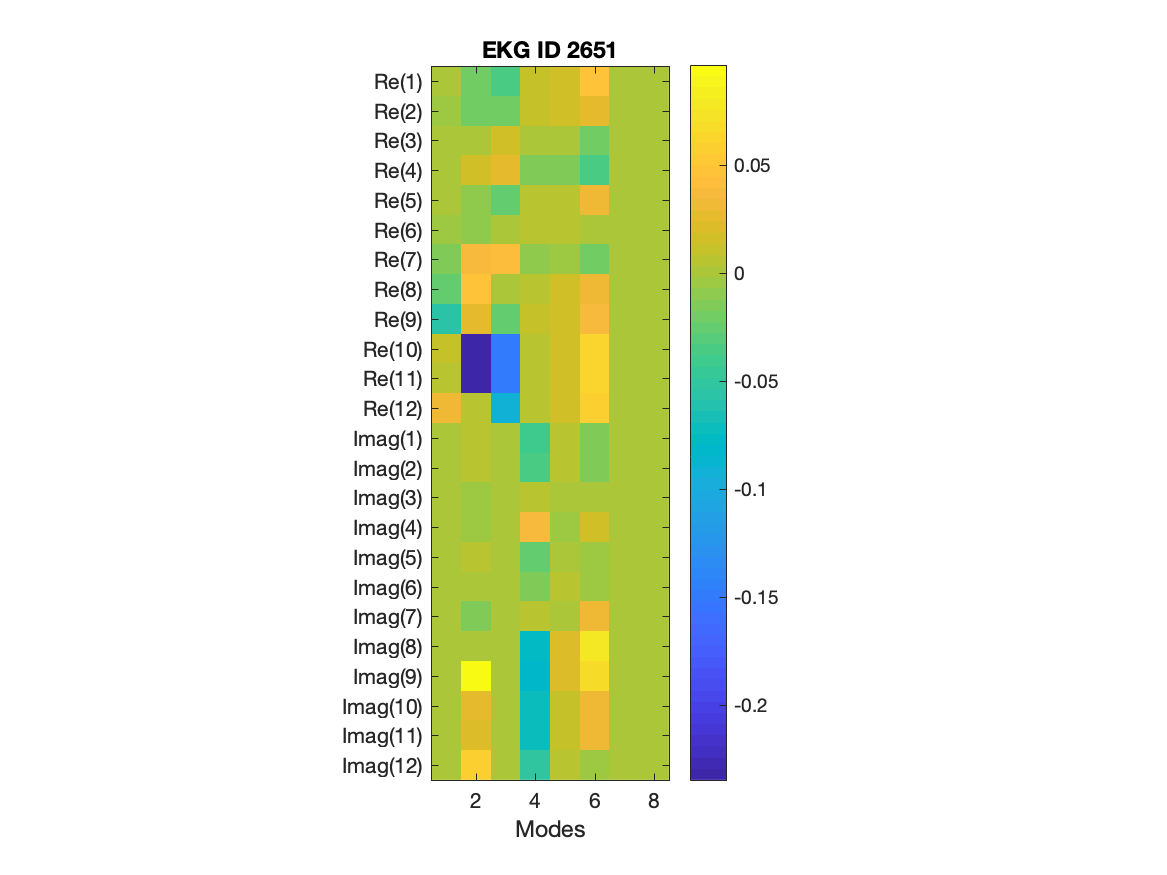 EKG ID 2651
Re(1)
Re(2)
Re(3)
Re(4)
Re(5)
Re(6)
Re(7)
Re(8)
Re(9)
Re(10)
Re(11)
Re(12)
Imag(1)
Imag(2)
Imag(3)
Imag(4)
Imag(5)
Imag(6)
Imag(7)
Imag(8)
Imag(9)
Imag(10)
Imag(11)
Imag(12)
2 4 6 8
Modes
0.05
0
-0.05
-0.1
-0.15
-0.2